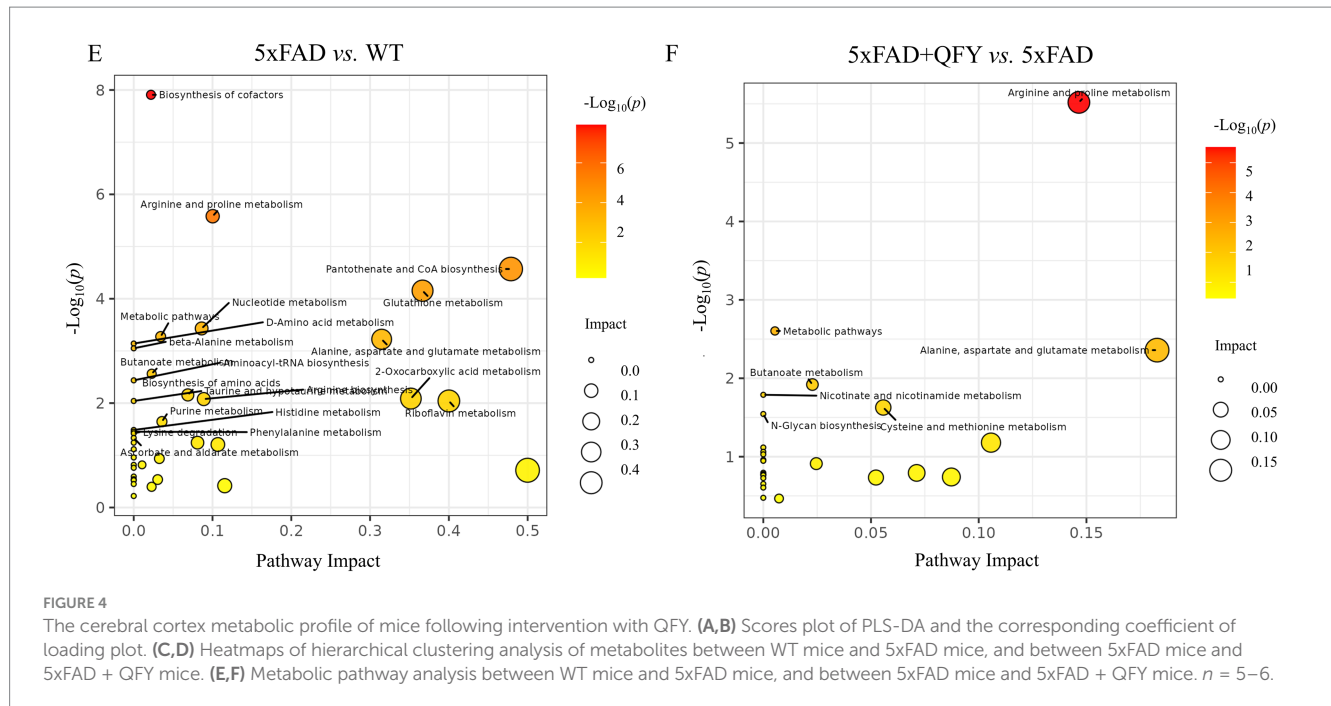 E
5xFAD vs. WT
-Log10(p)
8
6
4
2
0
0.0
0.1
0.2
0.3
0.4
0.5
Pathway Impact
Biosynthesis of cofactors
Arginine and proline metabolism
Pantothenate and CoA biosynthesis
Glutathione metabolism
Nucleotide metabolism
Metabolic pathways
D-Amino acid metabolism
beta-Alanine metabolism
Alanine, aspartate and glutamate metabolism
Butanoate metabolism
Aminoacyl-tRNA biosynthesis
2-Oxocarboxylic acid metabolism
Biosynthesis of amino acids
Taurine and hypotaurine metabolism
Arginine biosynthesis
Riboflavin metabolism
Purine metabolism
Histidine metabolism
Lysine degradation
Phenylalanine metabolism
Ascorbate and aldarate metabolism
-Log10(p)
6
4
2
Impact
0.0
0.1
0.2
0.3
0.4
F
5xFAD+QFY vs. 5xFAD
-Log10(p)
5
4
3
2
1
0.00
0.05
0.10
0.15
Pathway Impact
Arginine and proline metabolism
Metabolic pathways
Alanine, aspartate and glutamate metabolism
Butanoate metabolism
Nicotinate and nicotinamide metabolism
N-Glycan biosynthesis
Cysteine and methionine metabolism
-Log10(p)
5
4
3
2
1
Impact
0.00
0.05
0.10
0.15
FIGURE 4
The cerebral cortex metabolic profile of mice following intervention with QFY. (A,B) Scores plot of PLS-DA and the corresponding coefficient of
loading plot. (C,D) Heatmaps of hierarchical clustering analysis of metabolites between WT mice and 5xFAD mice, and between 5xFAD mice and
5xFAD + QFY mice. (E,F) Metabolic pathway analysis between WT mice and 5xFAD mice, and between 5xFAD mice and 5xFAD + QFY mice. n = 5–6.